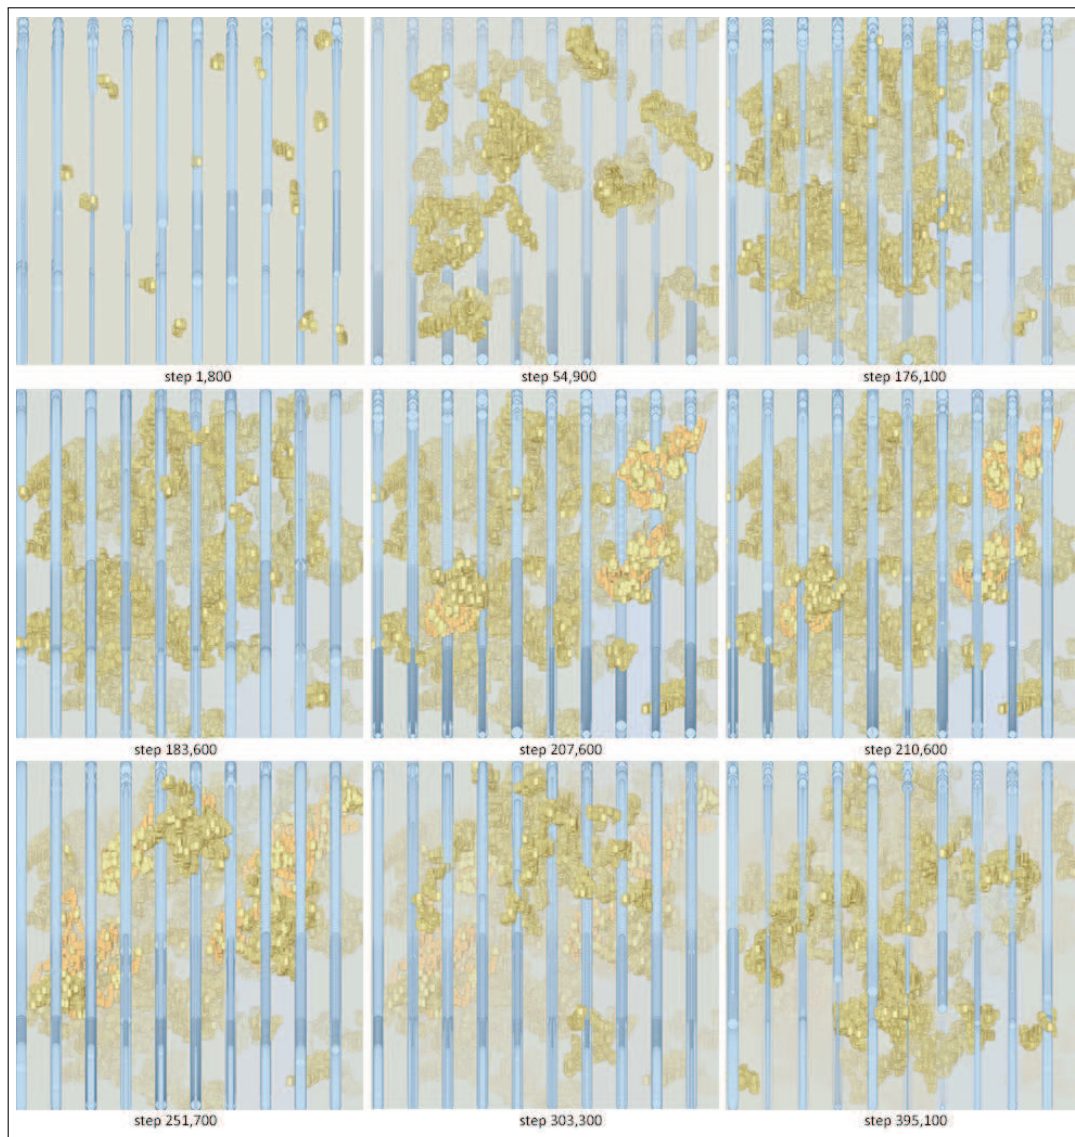 step 1,800
step 54,900
step 176,100
step 183,600
step 207,600
step 210,600
step 251,700
step 303,300
step 395,100